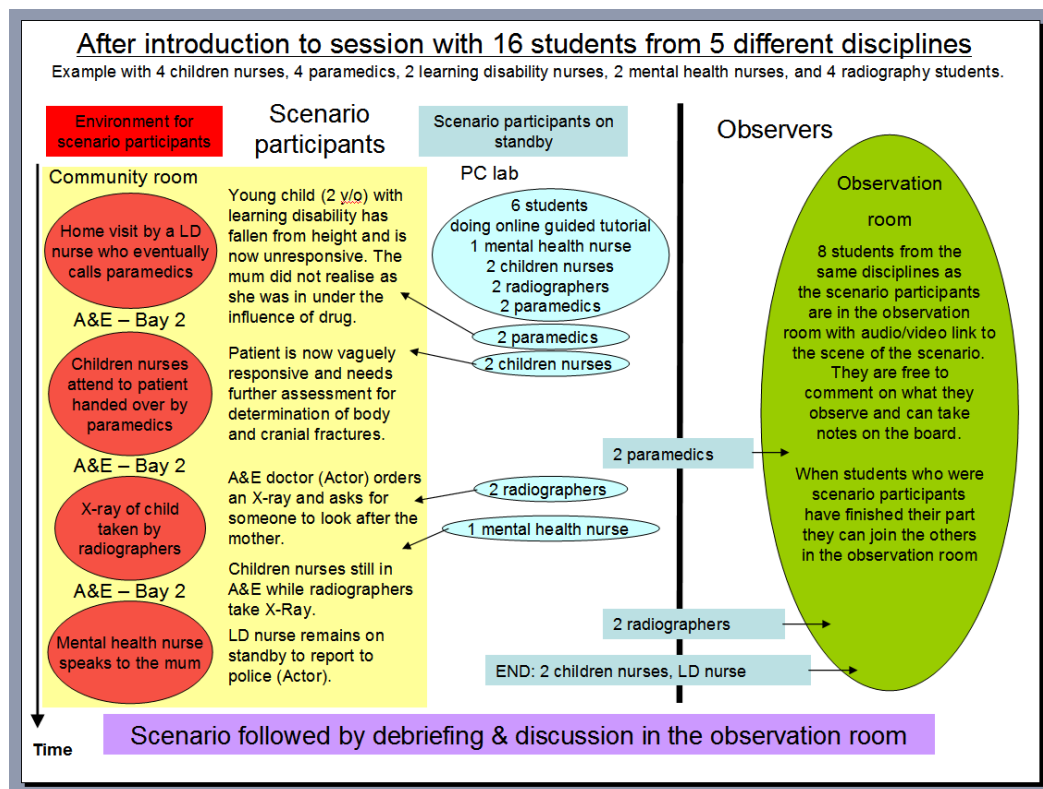 After introduction to session with 16 students from 5 different disciplines
Example with 4 children nurses, 4 paramedics, 2 learning disability nurses, 2 mental health nurses, and 4 radiography students.
Environment for
scenario participants
Scenario
participants
Scenario participants on
standby
Observers
Community room
Home visit by a LD
nurse who eventually
calls paramedics
A&E – Bay 2
Children nurses
attend to patient
handed over by
paramedics
A&E – Bay 2
X-ray of child
taken by
radiographers
A&E – Bay 2
Mental health nurse
speaks to the mum
Time
Young child (2 y/o) with
learning disability has
fallen from height and is
now unresponsive. The
mum did not realise as
she was in under the
influence of drug.
Patient is now vaguely
responsive and needs
further assessment for
determination of body
and cranial fractures.
A&E doctor (Actor) orders
an X-ray and asks for
someone to look after the
mother.
Children nurses still in
A&E while radiographers
take X-Ray.
LD nurse remains on
standby to report to
police (Actor).
PC lab
6 students
doing online guided tutorial
1 mental health nurse
2 children nurses
2 radiographers
2 paramedics
2 paramedics
2 children nurses
2 paramedics
2 radiographers
1 mental health nurse
2 radiographers
END: 2 children nurses, LD nurse
Observation
room
8 students from the
same disciplines as
the scenario participants
are in the observation
room with audio/video link to
the scene of the scenario.
They are free to
comment on what they
observe and can take
notes on the board.
When students who were
scenario participants
have finished their part
they can join the others
in the observation room
Scenario followed by debriefing & discussion in the observation room